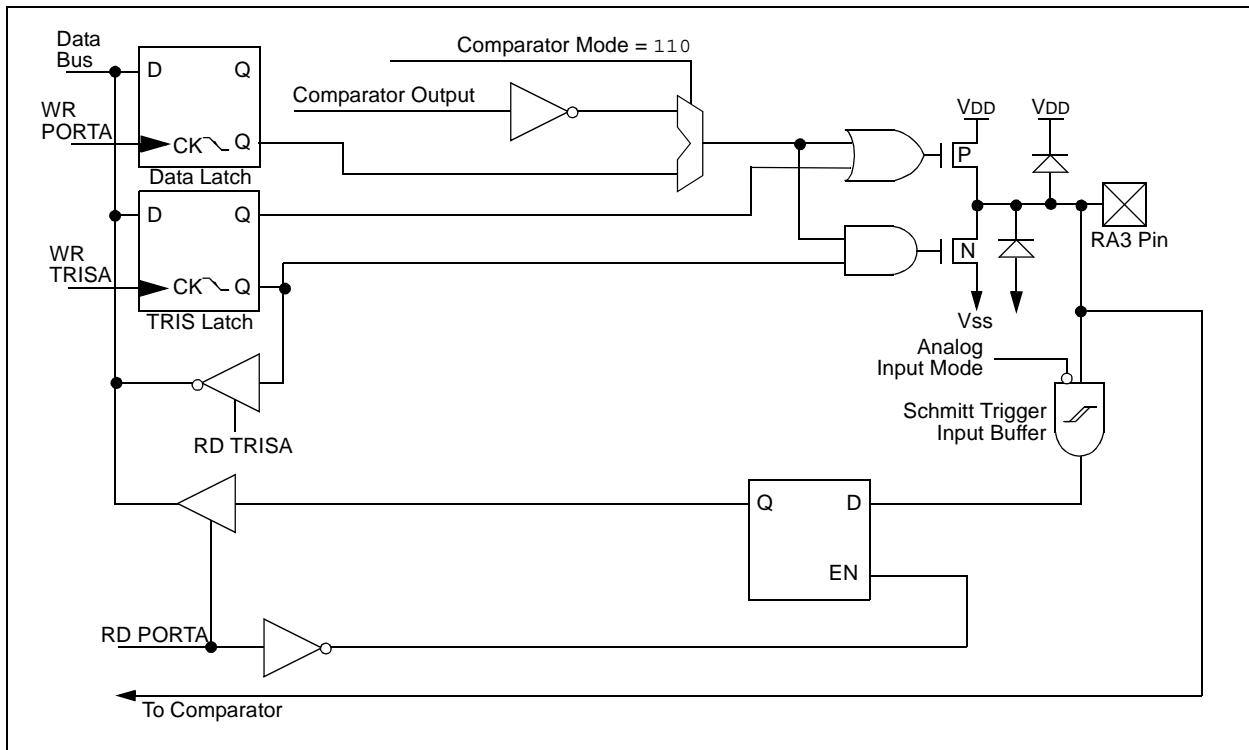 Data
Bus
D
Q
WR
PORTA
CK
Q
Data Latch
Comparator Mode = 110
Comparator Output
VDD
VDD
P
RA3 Pin
D
Q
WR
TRISA
CK
Q
TRIS Latch
N
Vss
Analog
Input Mode
Schmitt Trigger
Input Buffer
RD TRISA
Q
D
EN
RD PORTA
To Comparator